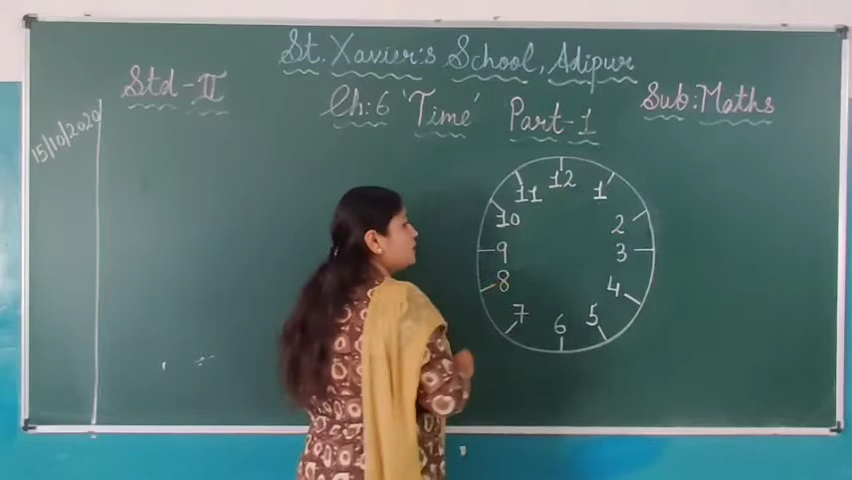 St. Xavier's School, Adipur
Std-II
Ch:6 'Time' Part-1
Sub: Maths
15/10/2020
12
11 1
10 2
9 3
8 4
7 5
6